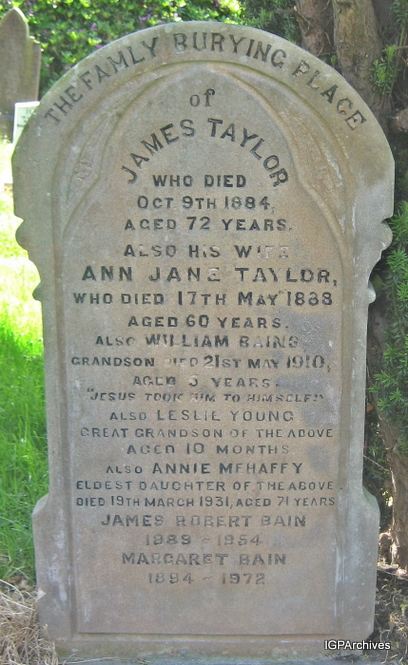 THE FAMLY BURYING PLACE
of
JAMES TAYLOR
WHO DIED
OCT 9TH 1884,
AGED 72 YEARS.
ALSO HIS WIFE
ANN JANE TAYLOR,
WHO DIED 17TH MAY 1888
AGED 60 YEARS.
ALSO WILLIAM BAING
GRANDSON DIED 21ST MAY 1910,
AGED YEARS.
"JESUS TOOK HIM TO HIMSELF"
ALSO LESLIE YOUNG
GREAT GRANDSON OF THE ABOVE
AGED 10 MONTHS
ALSO ANNIE MEHAFFY
ELDEST DAUGHTER OF THE ABOVE.
DIED 19TH MARCH 1931, AGED 71 YEARS
JAMES ROBERT BAIN
1889 - 1954
MARGARET BAIN
1894 - 1972
IGPArchives